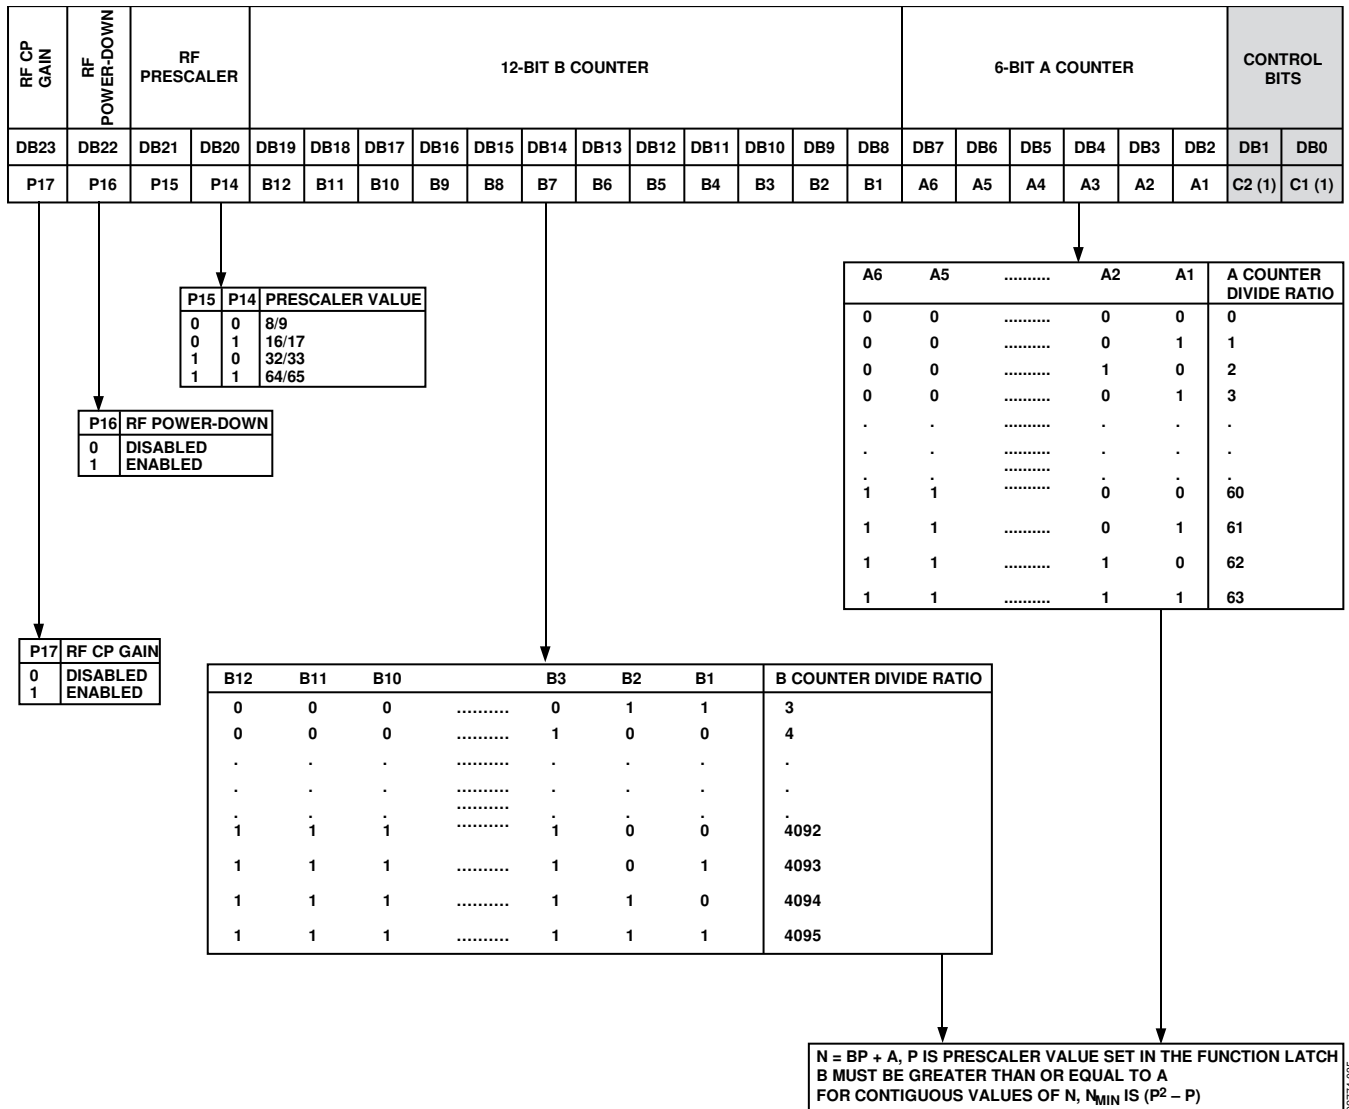 RF CP GAIN
RF POWER-DOWN
RF PRESCALER
12-BIT B COUNTER
6-BIT A COUNTER
CONTROL BITS
DB23 DB22 DB21 DB20 DB19 DB18 DB17 DB16 DB15 DB14 DB13 DB12 DB11 DB10 DB9 DB8 DB7 DB6 DB5 DB4 DB3 DB2 DB1 DB0
P17 P16 P15 P14 B12 B11 B10 B9 B8 B7 B6 B5 B4 B3 B2 B1 A6 A5 A4 A3 A2 A1 C2 (1) C1 (1)
P15 P14 PRESCALER VALUE
0 0 8/9
0 1 16/17
1 0 32/33
1 1 64/65
P16 RF POWER-DOWN
0 DISABLED
1 ENABLED
P17 RF CP GAIN
0 DISABLED
1 ENABLED
A6 A5 .......... A2 A1 A COUNTER DIVIDE RATIO
0 0 .......... 0 0 0
0 0 .......... 0 1 1
0 0 .......... 1 0 2
0 0 .......... 0 1 3
. . .......... . . .
. . .......... . . .
. . .......... . . .
1 1 .......... 0 0 60
1 1 .......... 0 1 61
1 1 .......... 1 0 62
1 1 .......... 1 1 63
B12 B11 B10 B3 B2 B1 B COUNTER DIVIDE RATIO
0 0 0 .......... 0 1 1 3
0 0 0 .......... 1 0 0 4
. . . .......... . . . .
. . . .......... . . . .
. . . .......... . . . .
1 1 1 .......... 1 0 0 4092
1 1 1 .......... 1 0 1 4093
1 1 1 .......... 1 1 0 4094
1 1 1 .......... 1 1 1 4095
N = BP + A, P IS PRESCALER VALUE SET IN THE FUNCTION LATCH
B MUST BE GREATER THAN OR EQUAL TO A
FOR CONTIGUOUS VALUES OF N, NMIN IS (P² – P)